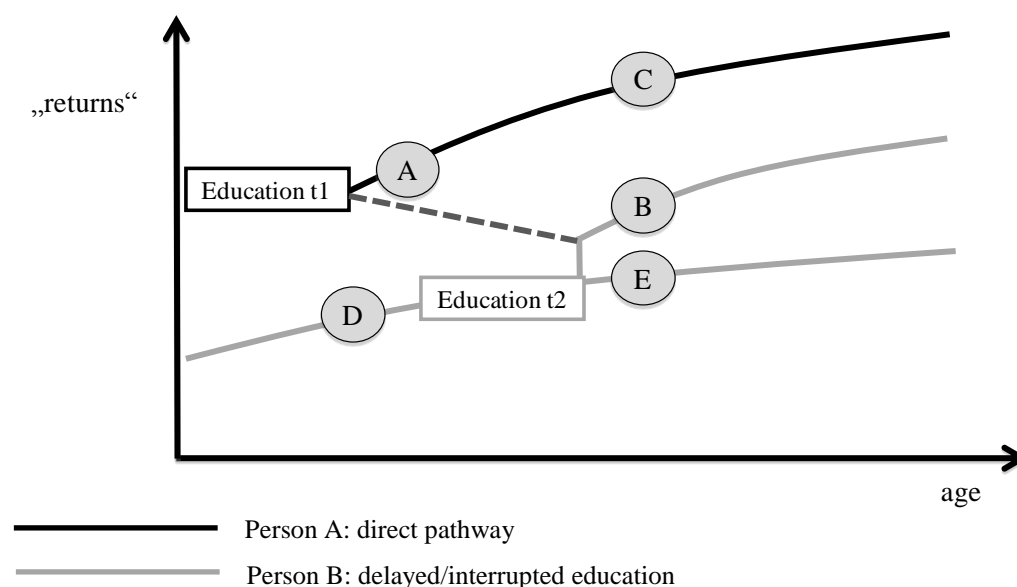 „returns“
Education t1
A
C
B
D
Education t2
E
age
Person A: direct pathway
Person B: delayed/interrupted education